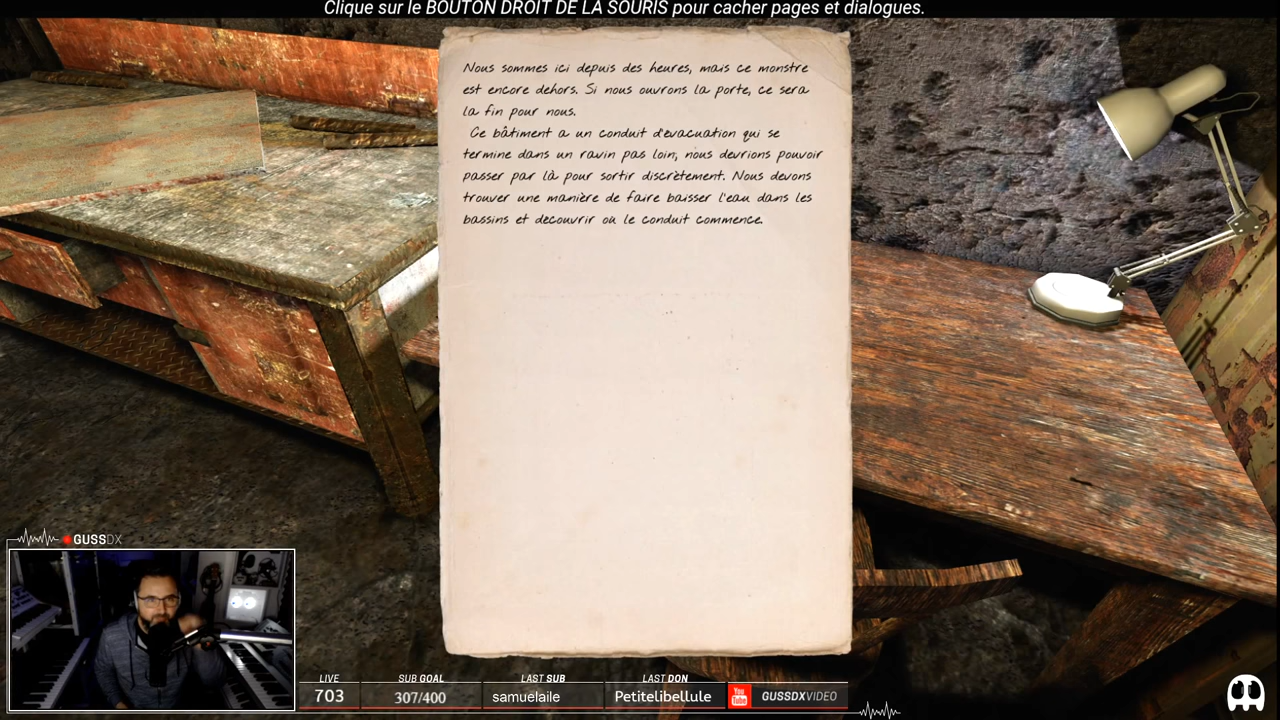 Clique sur le BOUTON DROIT DE LA SOURIS pour cacher pages et dialogues.
Nous sommes ici depuis des heures, mais ce monstre
est encore dehors. Si nous ouvrons la porte, ce sera
la fin pour nous.
Ce bâtiment a un conduit d'évacuation qui se
termine dans un ravin pas loin, nous devrions pouvoir
passer par là pour sortir discrètement. Nous devons
trouver une manière de faire baisser l'eau dans les
bassins et decouvrir où le conduit commence.
GUSSDX
LIVE
703
SUB GOAL
307/400
LAST SUB
samuelaile
LAST DON
Petitelibellule
You Tube
GUSSDXVIDEO